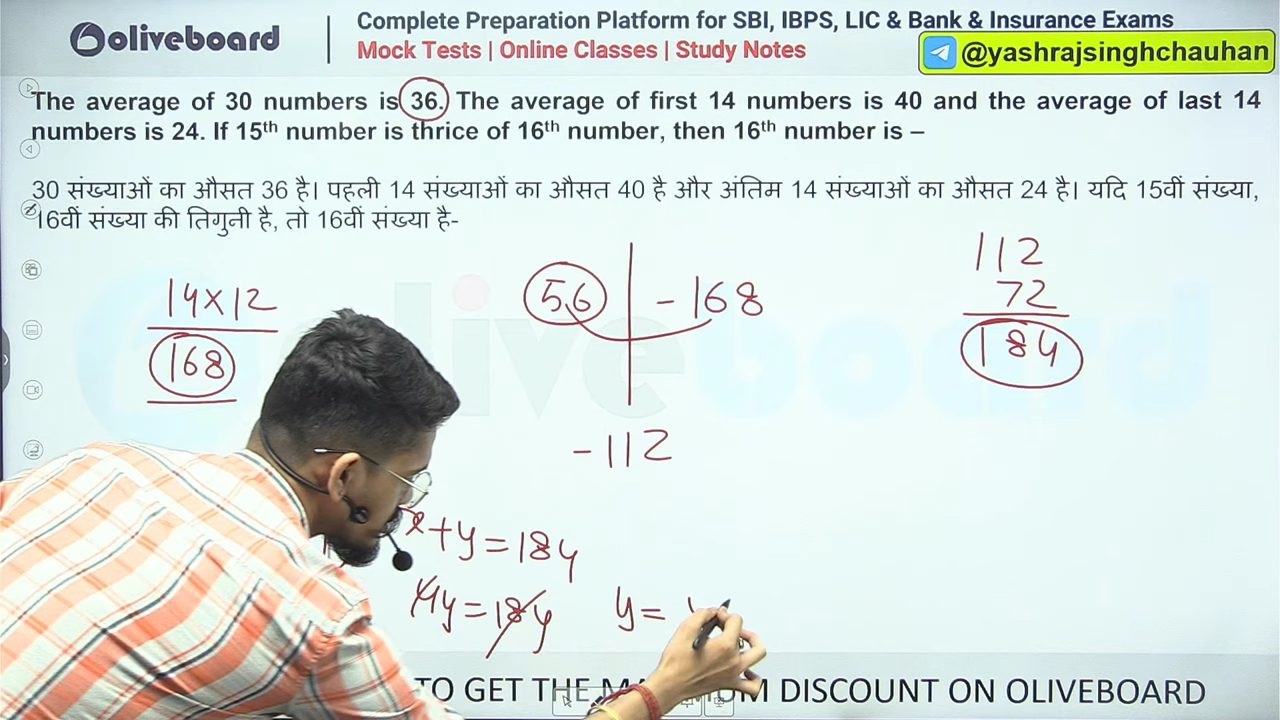 oliveboard
Complete Preparation Platform for SBI, IBPS, LIC & Bank & Insurance Exams
Mock Tests | Online Classes | Study Notes
@yashrajsinghchauhan
The average of 30 numbers is 36. The average of first 14 numbers is 40 and the average of last 14
numbers is 24. If 15th number is thrice of 16th number, then 16th number is –
30 संख्याओं का औसत 36 है। पहली 14 संख्याओं का औसत 40 है और अंतिम 14 संख्याओं का औसत 24 है। यदि 15वीं संख्या,
16वीं संख्या की तिगुनी है, तो 16वीं संख्या है-
14×12
168
56
-168
-112
112
72
184
x+y=184
4y=184
y=
TO GET THE
DISCOUNT ON OLIVEBOARD